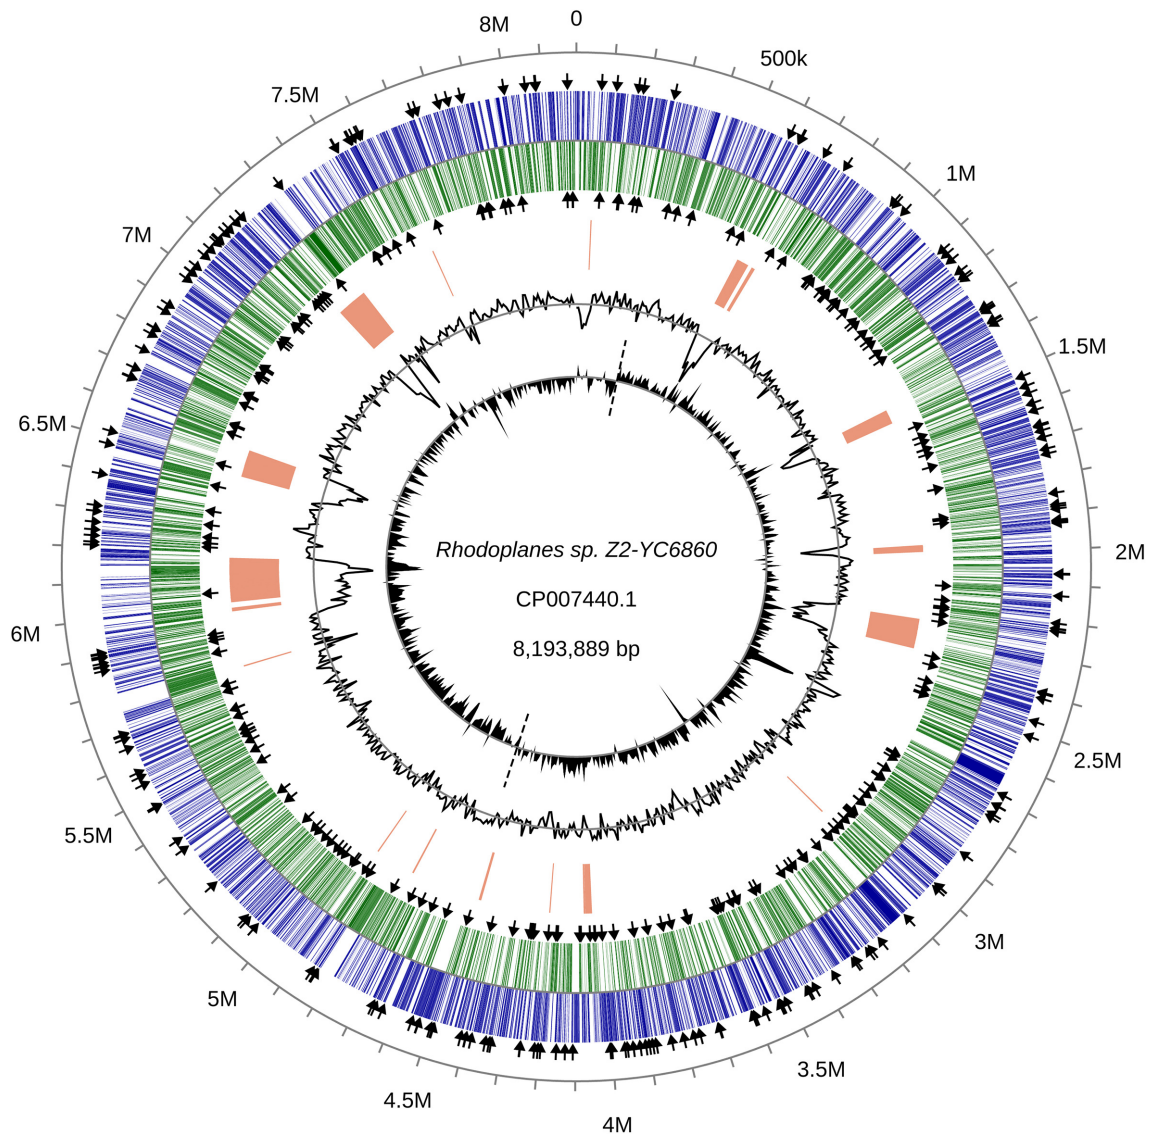 8M
0
500k
7.5M
1M
7M
1.5M
6.5M
2M
Rhodoplanes sp. Z2-YC6860
CP007440.1
8,193,889 bp
6M
2.5M
5.5M
3M
5M
3.5M
4.5M
4M